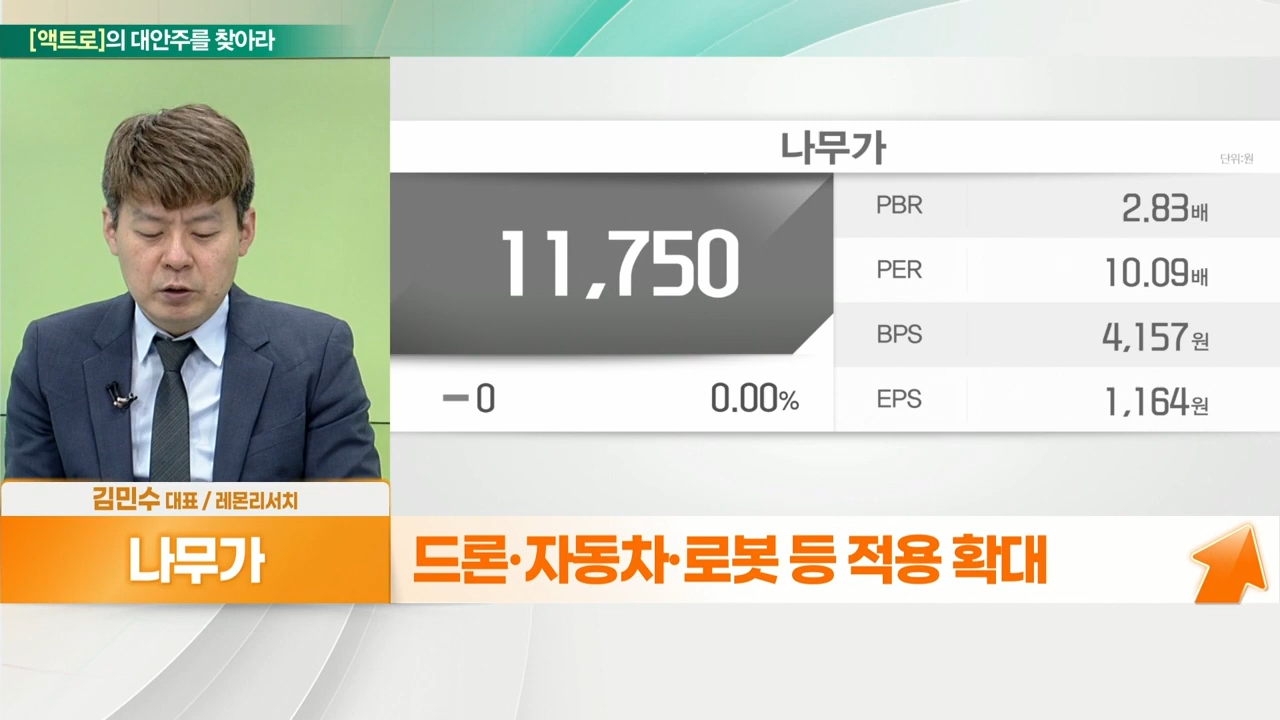 [액트로]의 대안주를 찾아라
나무가
단위:원
11,750
0 0.00%
PBR 2.83배
PER 10.09배
BPS 4,157원
EPS 1,164원
김민수 대표 / 레몬리서치
나무가
드론·자동차·로봇 등 적용 확대